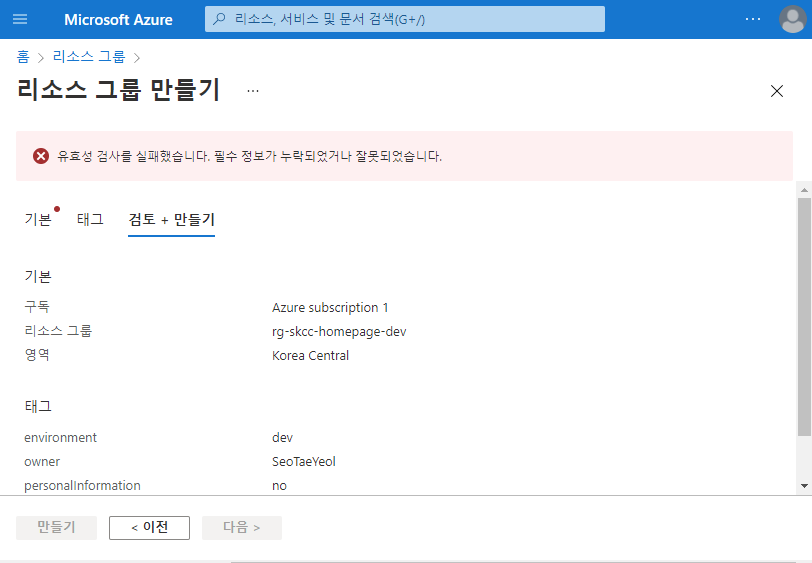 Microsoft Azure
리소스, 서비스 및 문서 검색(G+/)
홈 > 리소스 그룹 >
리소스 그룹 만들기 ...
유효성 검사를 실패했습니다. 필수 정보가 누락되었거나 잘못되었습니다.
기본 태그 검토 + 만들기
기본
구독 Azure subscription 1
리소스 그룹 rg-skcc-homepage-dev
영역 Korea Central
태그
environment dev
owner SeoTaeYeol
personalInformation no
만들기 < 이전 다음 >